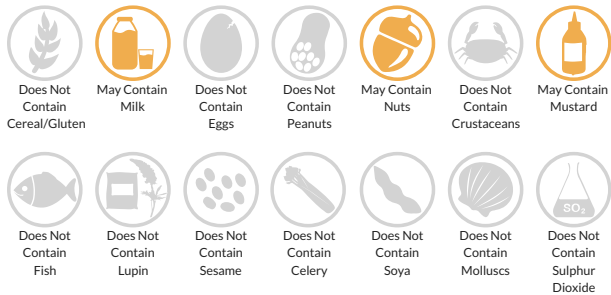 Does Not
Contain
Cereal/Gluten
May Contain
Milk
Does Not
Contain
Eggs
Does Not
Contain
Peanuts
May Contain
Nuts
Does Not
Contain
Crustaceans
May Contain
Mustard
Does Not
Contain
Fish
Does Not
Contain
Lupin
Does Not
Contain
Sesame
Does Not
Contain
Celery
Does Not
Contain
Soya
Does Not
Contain
Molluscs
SO₂
Does Not
Contain
Sulphur
Dioxide